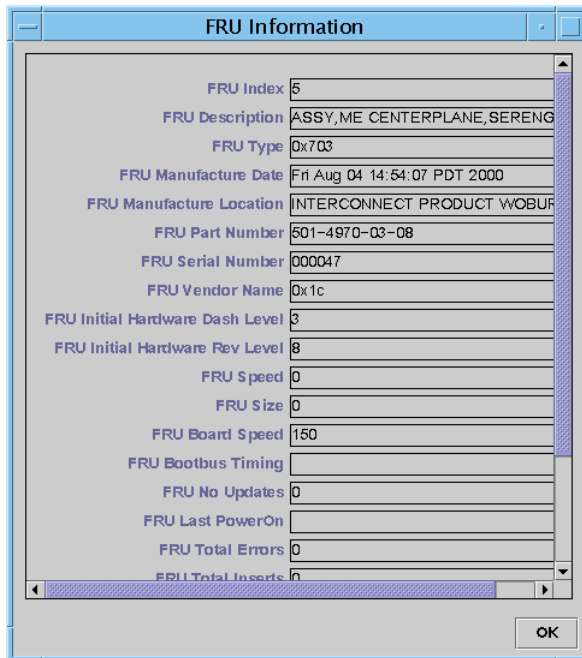 FRU Information
FRU Index 5
FRU Description ASSY,ME CENTERPLANE,SERENG
FRU Type 0x703
FRU Manufacture Date Fri Aug 04 14:54:07 PDT 2000
FRU Manufacture Location INTERCONNECT PRODUCT WOBUR
FRU Part Number 501-4970-03-08
FRU Serial Number 000047
FRU Vendor Name 0x1c
FRU Initial Hardware Dash Level 3
FRU Initial Hardware Rev Level 8
FRU Speed 0
FRU Size 0
FRU Board Speed 150
FRU Bootbus Timing
FRU No Updates 0
FRU Last PowerOn
FRU Total Errors 0
FRU Total Inserts 0
OK